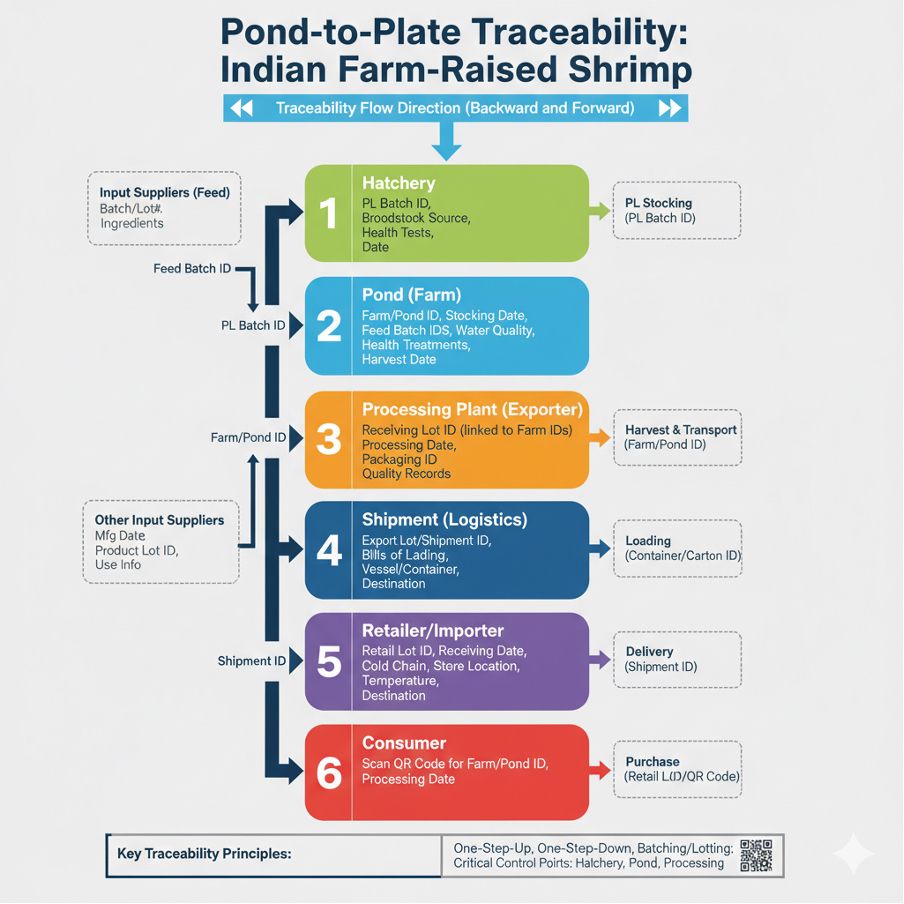 Pond-to-Plate Traceability:
Indian Farm-Raised Shrimp
Traceability Flow Direction (Backward and Forward)
Input Suppliers (Feed)
Batch/Lot#.
Ingredients
Feed Batch ID
PL Batch ID
Farm/Pond ID
Other Input Suppliers
Mfg Date
Product Lot ID,
Use Info
Shipment ID
1
Hatchery
PL Batch ID,
Broodstock Source,
Health Tests,
Date
PL Stocking
(PL Batch ID)
2
Pond (Farm)
Farm/Pond ID, Stocking Date,
Feed Batch IDS, Water Quality,
Health Treatments,
Harvest Date
3
Processing Plant (Exporter)
Receiving Lot ID (linked to Farm IDs)
Processing Date,
Packaging ID
Quality Records
Harvest & Transport
(Farm/Pond ID)
4
Shipment (Logistics)
Export Lot/Shipment ID,
Bills of Lading,
Vessel/Container,
Destination
Loading
(Container/Carton ID)
5
Retailer/Importer
Retail Lot ID, Receiving Date,
Cold Chain, Store Location,
Temperature,
Destination
Delivery
(Shipment ID)
6
Consumer
Scan QR Code for Farm/Pond ID,
Processing Date
Purchase
(Retail /QR Code)
Key Traceability Principles:
One-Step-Up, One-Step-Down, Batching/Lotting:
Critical Control Points: Halchery, Pond, Processing